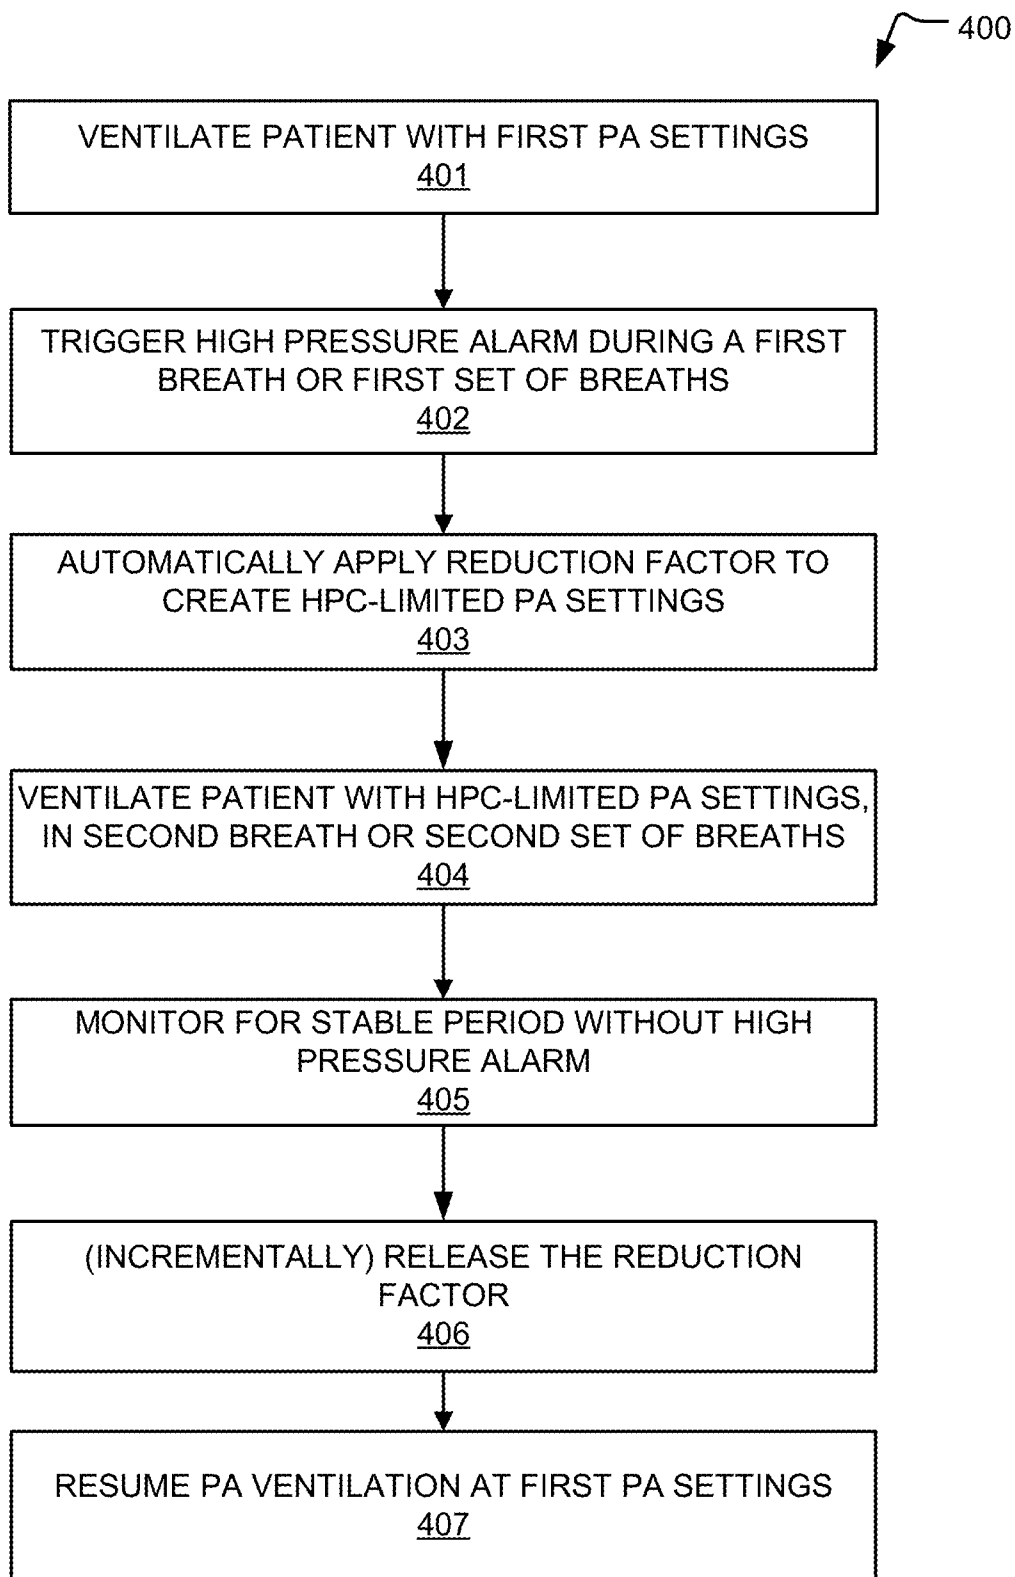 400
VENTILATE PATIENT WITH FIRST PA SETTINGS
401
TRIGGER HIGH PRESSURE ALARM DURING A FIRST
BREATH OR FIRST SET OF BREATHS
402
AUTOMATICALLY APPLY REDUCTION FACTOR TO
CREATE HPC-LIMITED PA SETTINGS
403
VENTILATE PATIENT WITH HPC-LIMITED PA SETTINGS,
IN SECOND BREATH OR SECOND SET OF BREATHS
404
MONITOR FOR STABLE PERIOD WITHOUT HIGH
PRESSURE ALARM
405
(INCREMENTALLY) RELEASE THE REDUCTION
FACTOR
406
RESUME PA VENTILATION AT FIRST PA SETTINGS
407